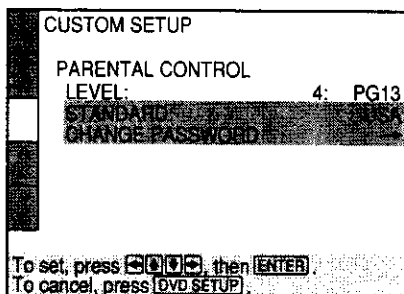 CUSTOM SETUP
PARENTAL CONTROL
LEVEL: 4: PG13
STANDARD: USA
CHANGE PASSWORD →
To set, press ←↑↓→, then ENTER.
To cancel, press DVD SETUP.